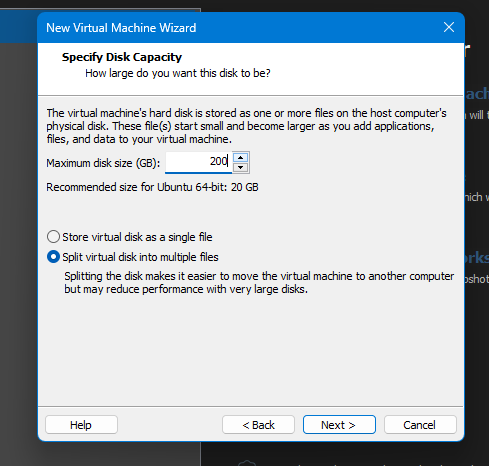 New Virtual Machine Wizard
Specify Disk Capacity
How large do you want this disk to be?
The virtual machine's hard disk is stored as one or more files on the host computer's
physical disk. These file(s) start small and become larger as you add applications,
files, and data to your virtual machine.
Maximum disk size (GB): 200
Recommended size for Ubuntu 64-bit: 20 GB
Store virtual disk as a single file
Split virtual disk into multiple files
Splitting the disk makes it easier to move the virtual machine to another computer
but may reduce performance with very large disks.
Help
< Back
Next >
Cancel